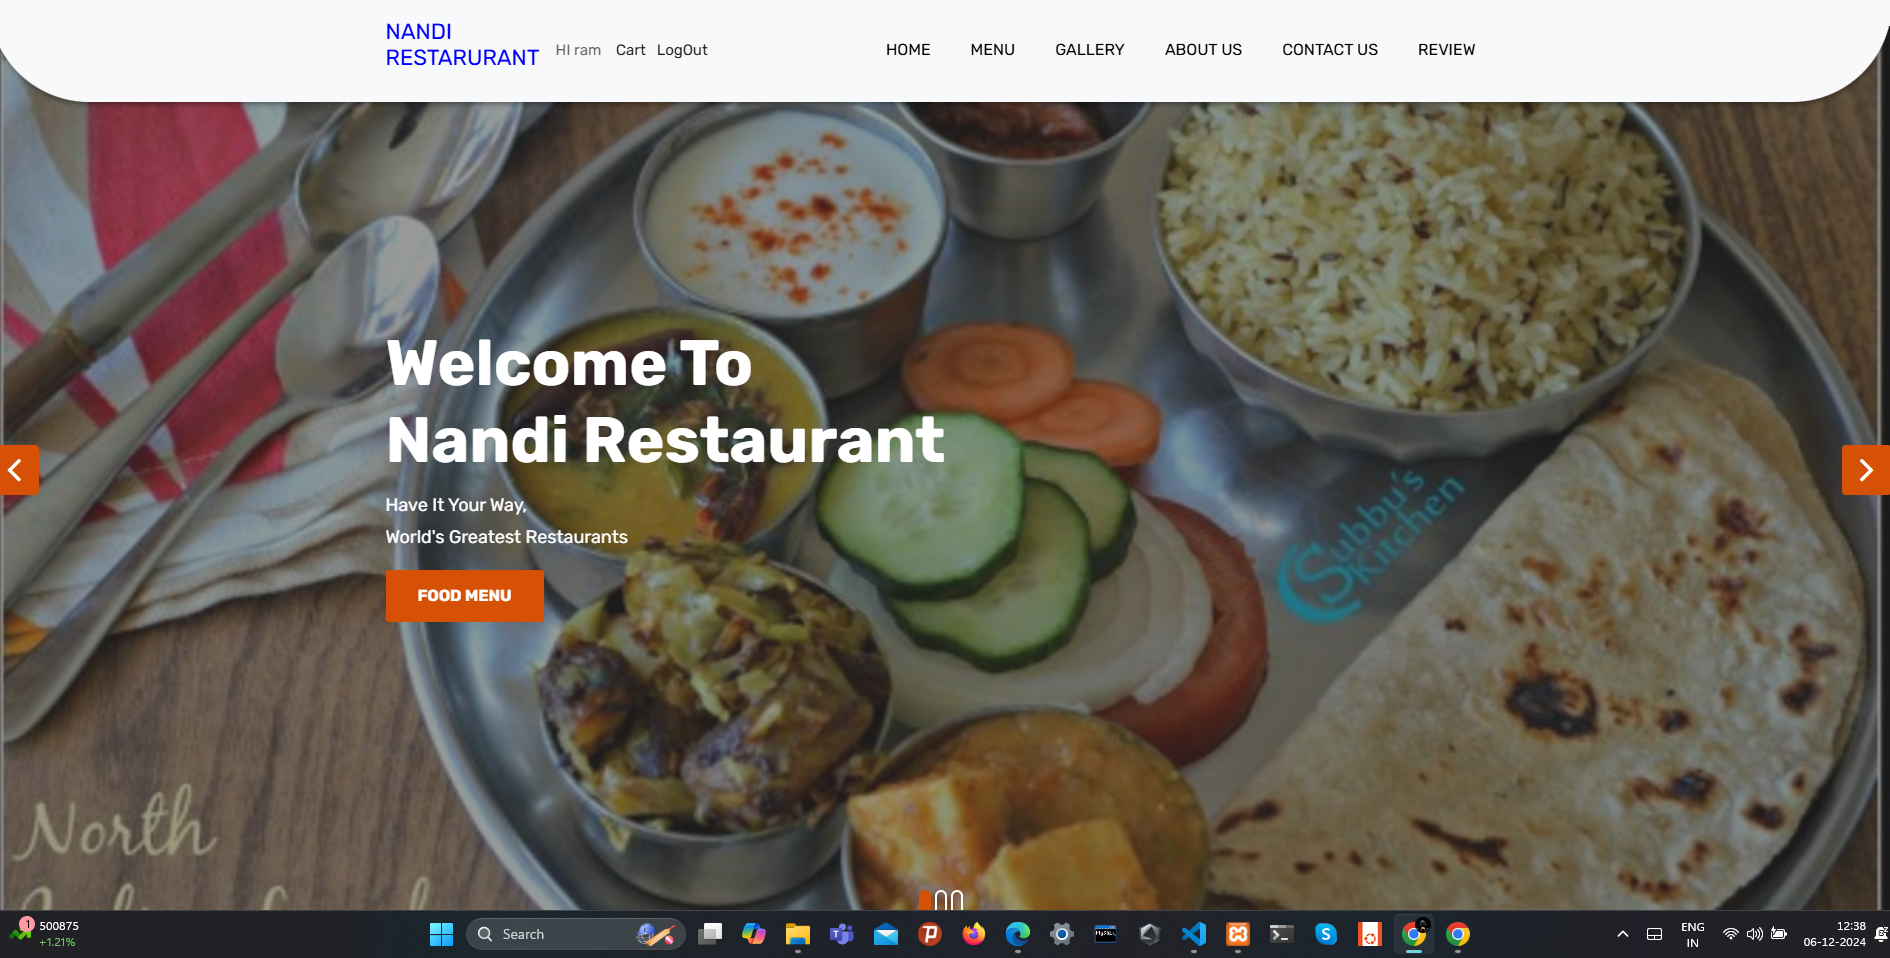 NANDI
RESTARURANT
HI ram
Cart
LogOut
HOME
MENU
GALLERY
ABOUT US
CONTACT US
REVIEW
Welcome To
Nandi Restaurant
Have It Your Way,
World's Greatest Restaurants
FOOD MENU
Subbu's
Kitchen
North
1
500875
+1.21%
Search
ENG
IN
12:38
06-12-2024